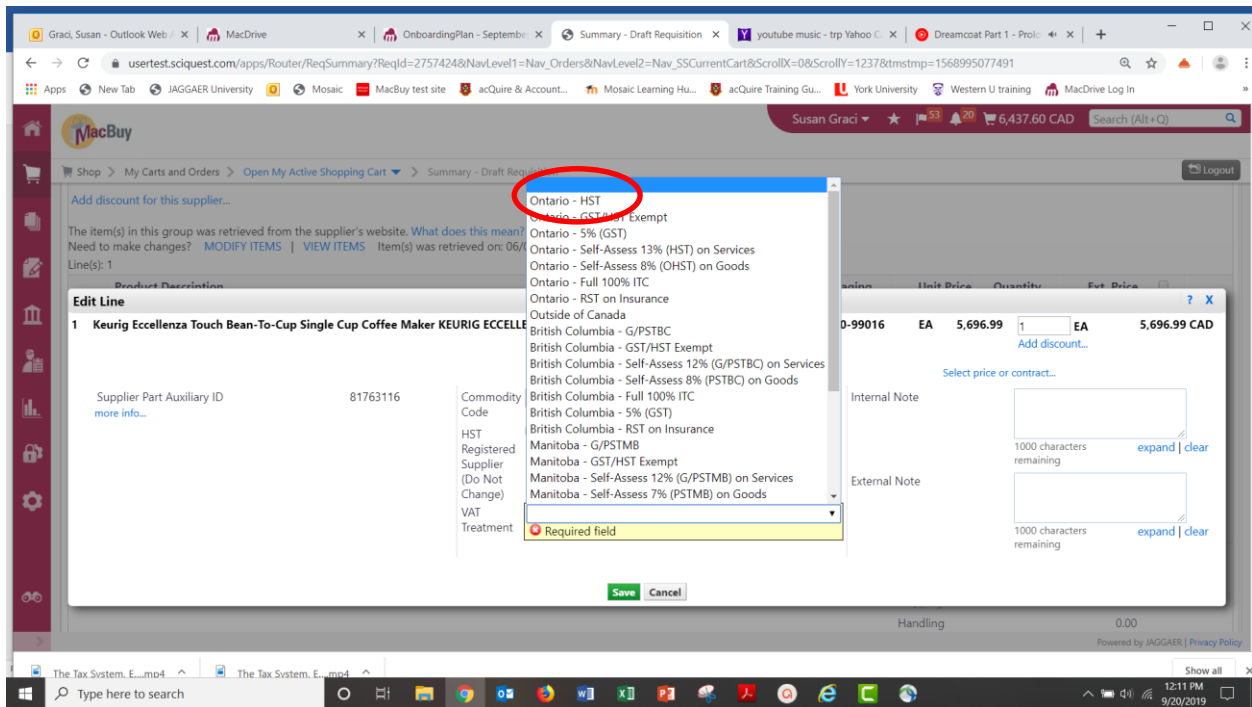 Graci, Susan - Outlook Web A
MacDrive
OnboardingPlan - Septembe
Summary - Draft Requisition
youtube music - trp Yahoo C
Dreamcoat Part 1 - Prolo
usertest.sciquest.com/apps/Router/ReqSummary?ReqId=2757424&NavLevel1=Nav_Orders&NavLevel2=Nav_SSCurrentCart&ScrollX=0&ScrollY=1237&tmstmp=1568995077491
Apps New Tab JAGGAER University Mosaic MacBuy test site acQuire & Account... Mosaic Learning Hu... acQuire Training Gu... York University Western U training MacDrive Log In »
MacBuy
Susan Graci 53 20 6,437.60 CAD Search (Alt+Q)
Shop > My Carts and Orders > Open My Active Shopping Cart > Summary - Draft Requisition
Logout
Add discount for this supplier...
The item(s) in this group was retrieved from the supplier's website. What does this mean?
Need to make changes? MODIFY ITEMS | VIEW ITEMS Item(s) was retrieved on: 06/
Line(s): 1
Product Description Unit Price Quantity Ext. Price
Edit Line ? X
1 Keurig Eccellenza Touch Bean-To-Cup Single Cup Coffee Maker KEURIG ECCELLE 0-99016 EA 5,696.99 1 EA 5,696.99 CAD
Add discount...
Select price or contract...
Supplier Part Auxiliary ID 81763116
more info...
Commodity Code
HST Registered Supplier (Do Not Change)
VAT Treatment
Ontario - HST
Ontario - GST/HST Exempt
Ontario - 5% (GST)
Ontario - Self-Assess 13% (HST) on Services
Ontario - Self-Assess 8% (OHST) on Goods
Ontario - Full 100% ITC
Ontario - RST on Insurance
Outside of Canada
British Columbia - G/PSTBC
British Columbia - GST/HST Exempt
British Columbia - Self-Assess 12% (G/PSTBC) on Services
British Columbia - Self-Assess 8% (PSTBC) on Goods
British Columbia - Full 100% ITC
British Columbia - 5% (GST)
British Columbia - RST on Insurance
Manitoba - G/PSTMB
Manitoba - GST/HST Exempt
Manitoba - Self-Assess 12% (G/PSTMB) on Services
Manitoba - Self-Assess 7% (PSTMB) on Goods
Required field
Internal Note
1000 characters remaining
expand | clear
External Note
1000 characters remaining
expand | clear
Save Cancel
Handling 0.00
Powered by JAGGAER | Privacy Policy
The Tax System. E....mp4
The Tax System. E....mp4
Show all
Type here to search
12:11 PM
9/20/2019